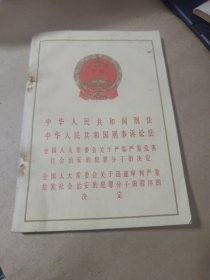 中华人民共和国刑法
中华人民共和国刑事诉讼法
全国人大常委会关于严惩严重危害
社会治安的犯罪分子的决定
全国人大常委会关于迅速审判严重
危害社会治安的犯罪分子的程序的
决定